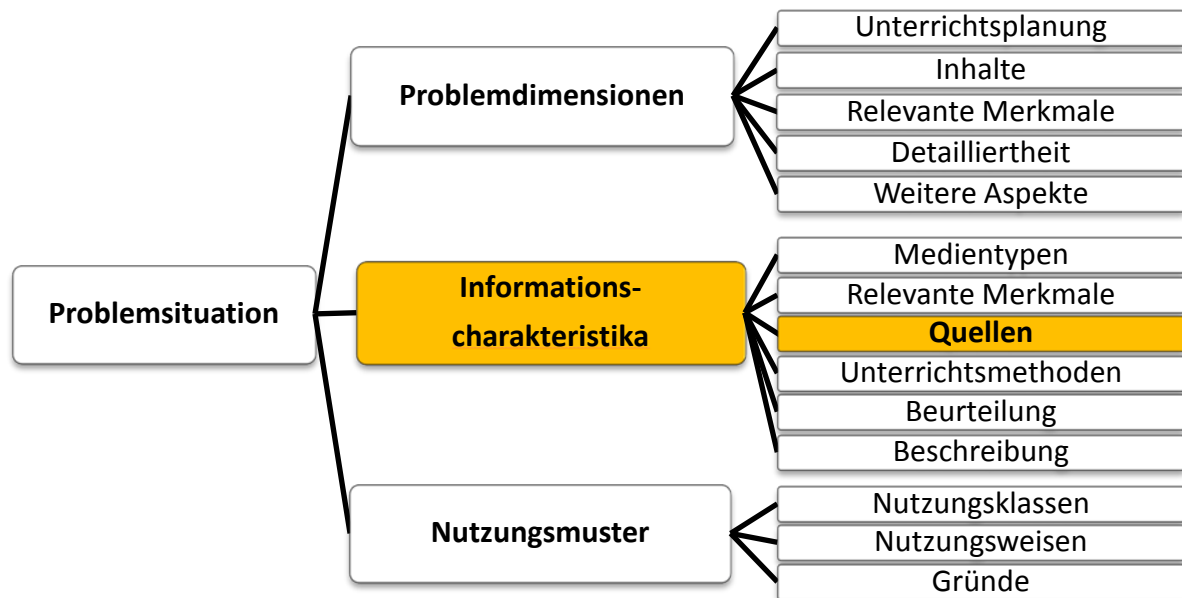 Problemsituation
Problemdimensionen
Unterrichtsplanung
Inhalte
Relevante Merkmale
Detailliertheit
Weitere Aspekte
Informations-
charakteristika
Medientypen
Relevante Merkmale
Quellen
Unterrichtsmethoden
Beurteilung
Beschreibung
Nutzungsmuster
Nutzungsklassen
Nutzungsweisen
Gründe